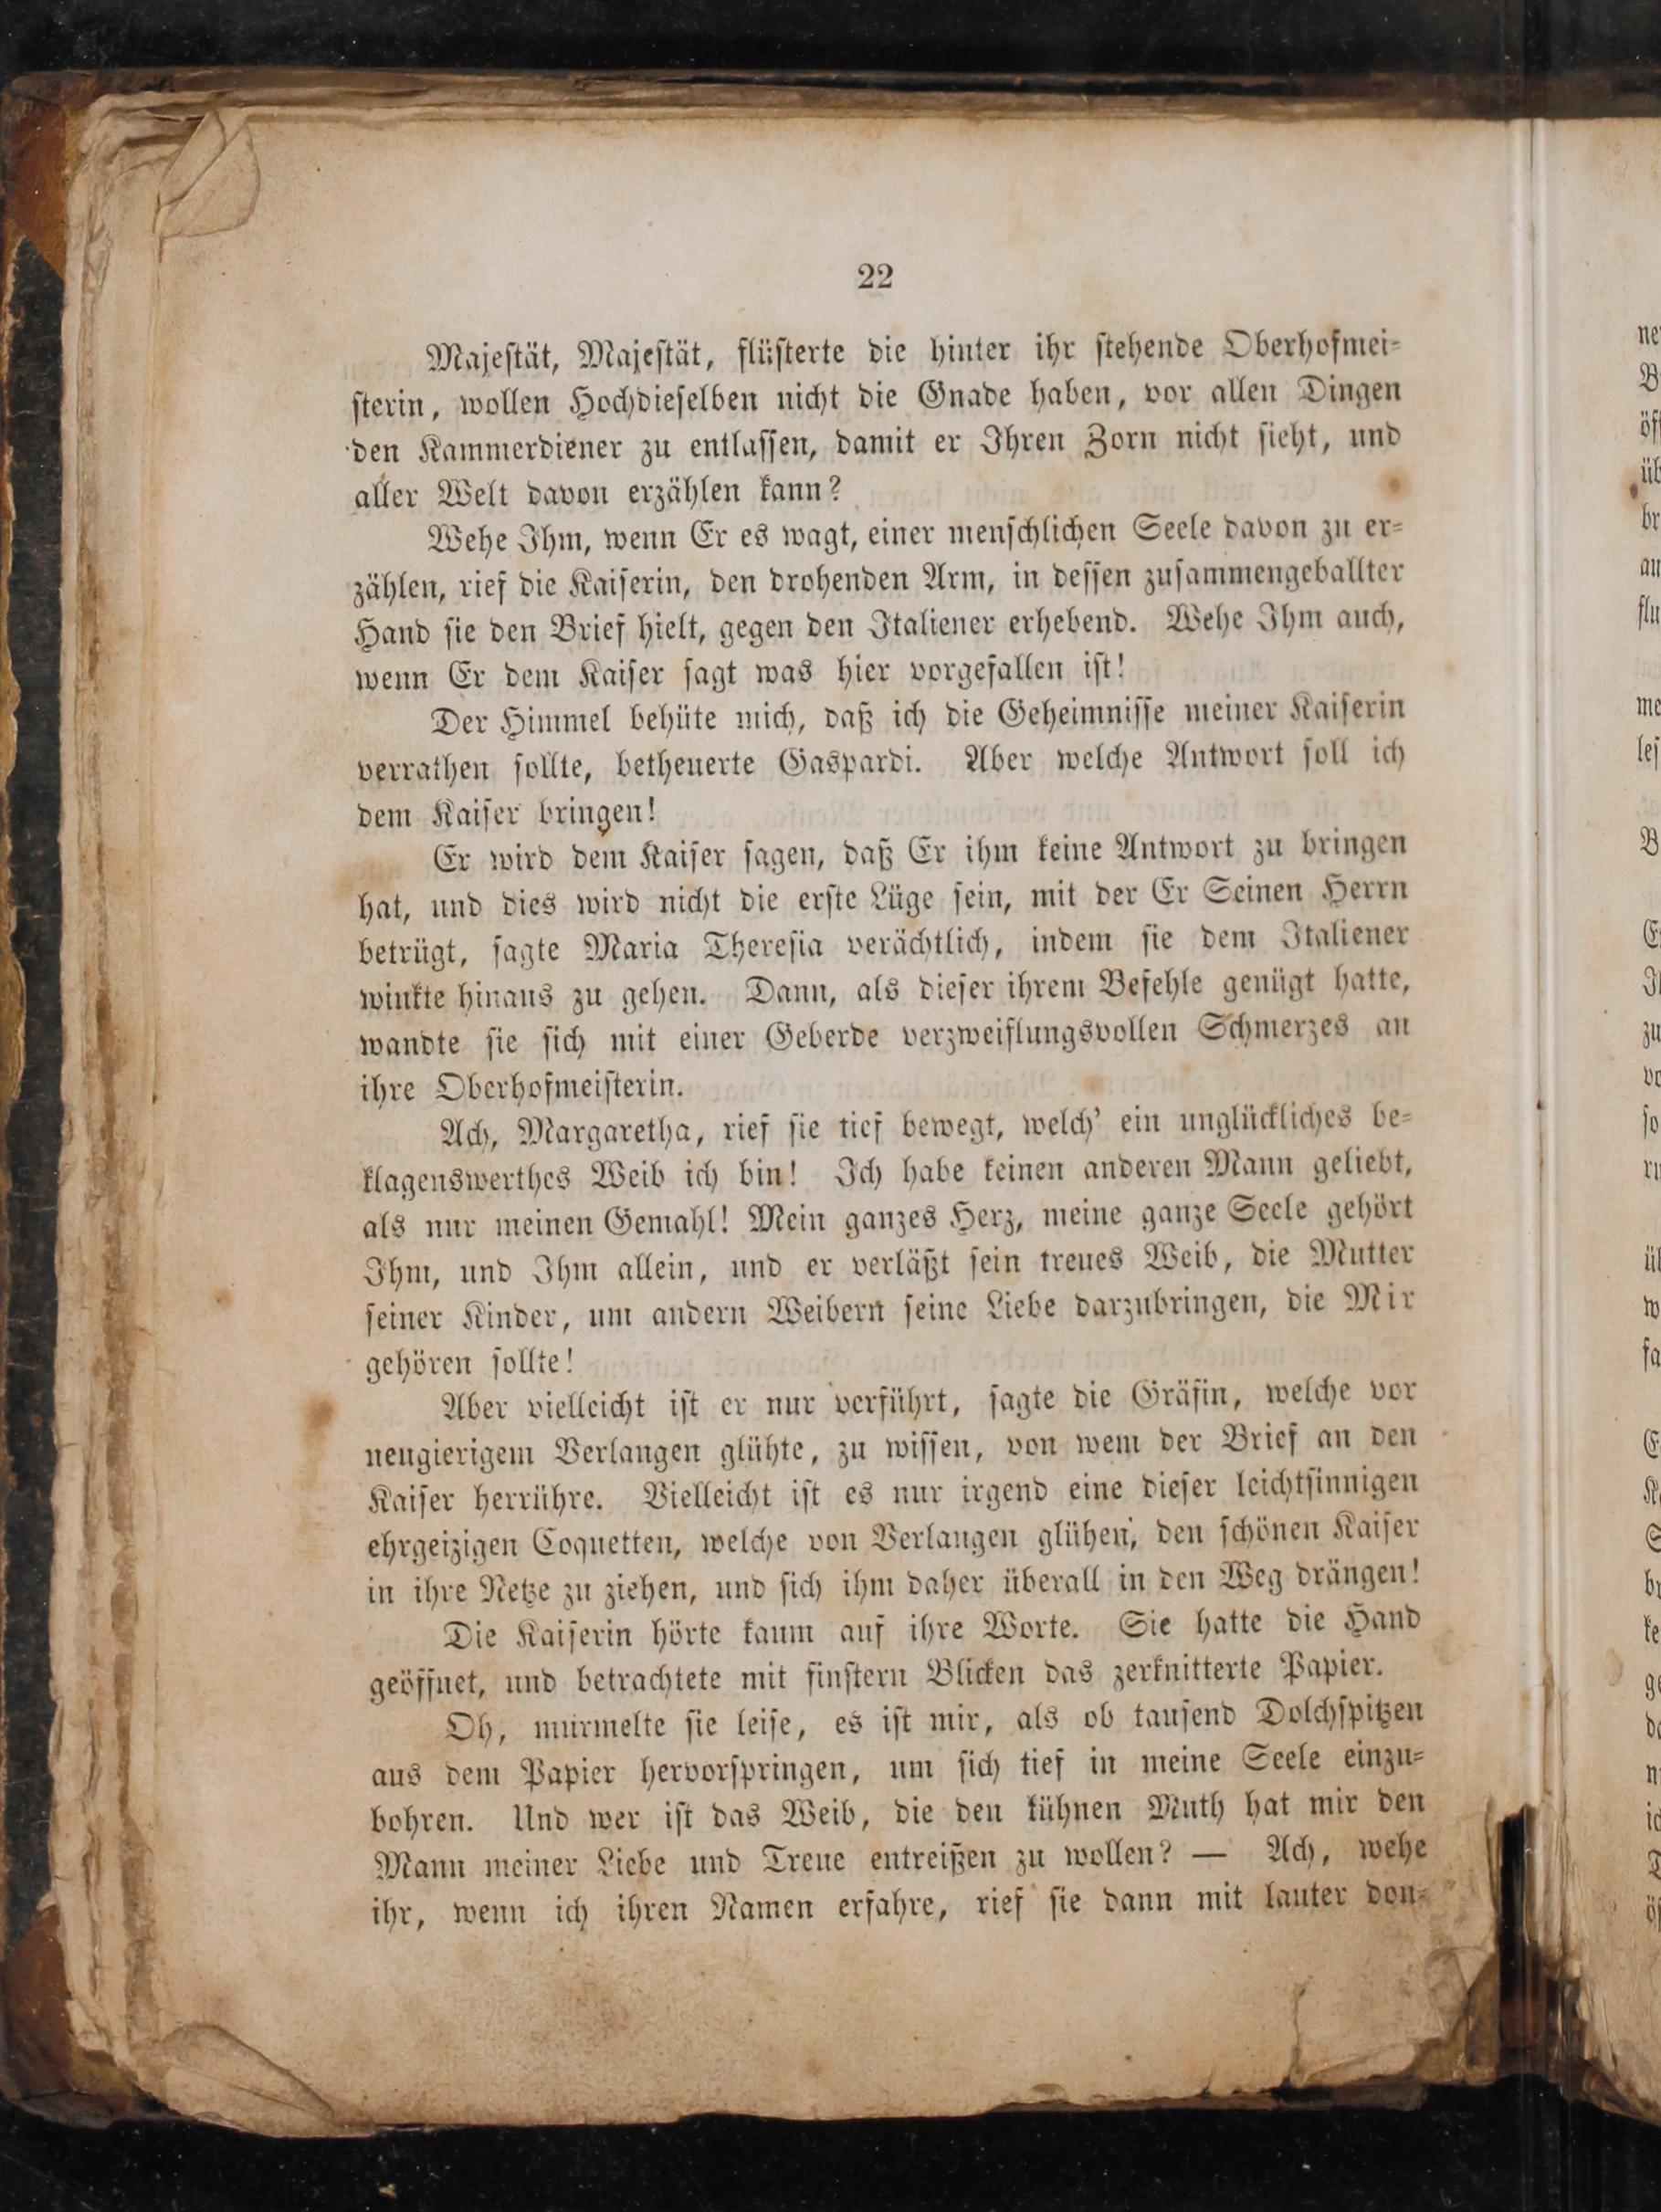 22
Majestät, Majestät, flüsterte die hinter ihr stehende Oberhofmei-
sterin, wollen Hochdieselben nicht die Gnade haben, vor allen Dingen
den Kammerdiener zu entlassen, damit er Ihren Zorn nicht sieht, und
aller Welt davon erzählen kann?
Wehe Ihm, wenn Er es wagt, einer menschlichen Seele davon zu er-
zählen, rief die Kaiserin, den drohenden Arm, in dessen zusammengeballter
Hand sie den Brief hielt, gegen den Italiener erhebend. Wehe Ihm auch,
wenn Er dem Kaiser sagt was hier vorgefallen ist!
Der Himmel behüte mich, daß ich die Geheimnisse meiner Kaiserin
verrathen sollte, betheuerte Gaspardi. Aber welche Antwort soll ich
dem Kaiser bringen!
Er wird dem Kaiser sagen, daß Er ihm keine Antwort zu bringen
hat, und dies wird nicht die erste Lüge sein, mit der Er Seinen Herrn
betrügt, sagte Maria Theresia verächtlich, indem sie dem Italiener
winkte hinaus zu gehen. Dann, als dieser ihrem Befehle genügt hatte,
wandte sie sich mit einer Geberde verzweiflungsvollen Schmerzes an
ihre Oberhofmeisterin.
Ach, Margaretha, rief sie tief bewegt, welch' ein unglückliches be-
klagenswerthes Weib ich bin! Ich habe keinen anderen Mann geliebt,
als nur meinen Gemahl! Mein ganzes Herz, meine ganze Seele gehört
Ihm, und Ihm allein, und er verläßt sein treues Weib, die Mutter
seiner Kinder, um andern Weibern seine Liebe darzubringen, die Mir
gehören sollte!
Aber vielleicht ist er nur verführt, sagte die Gräfin, welche vor
neugierigem Verlangen glühte, zu wissen, von wem der Brief an den
Kaiser herrühre. Vielleicht ist es nur irgend eine dieser leichtsinnigen
ehrgeizigen Coquetten, welche von Verlangen glühen, den schönen Kaiser
in ihre Netze zu ziehen, und sich ihm daher überall in den Weg drängen!
Die Kaiserin hörte kaum auf ihre Worte. Sie hatte die Hand
geöffnet, und betrachtete mit finstern Blicken das zerknitterte Papier.
Oh, murmelte sie leise, es ist mir, als ob tausend Dolchspitzen
aus dem Papier hervorspringen, um sich tief in meine Seele einzu-
bohren. Und wer ist das Weib, die den kühnen Muth hat mir den
Mann meiner Liebe und Treue entreißen zu wollen? — Ach, wehe
ihr, wenn ich ihren Namen erfahre, rief sie dann mit lauter don-